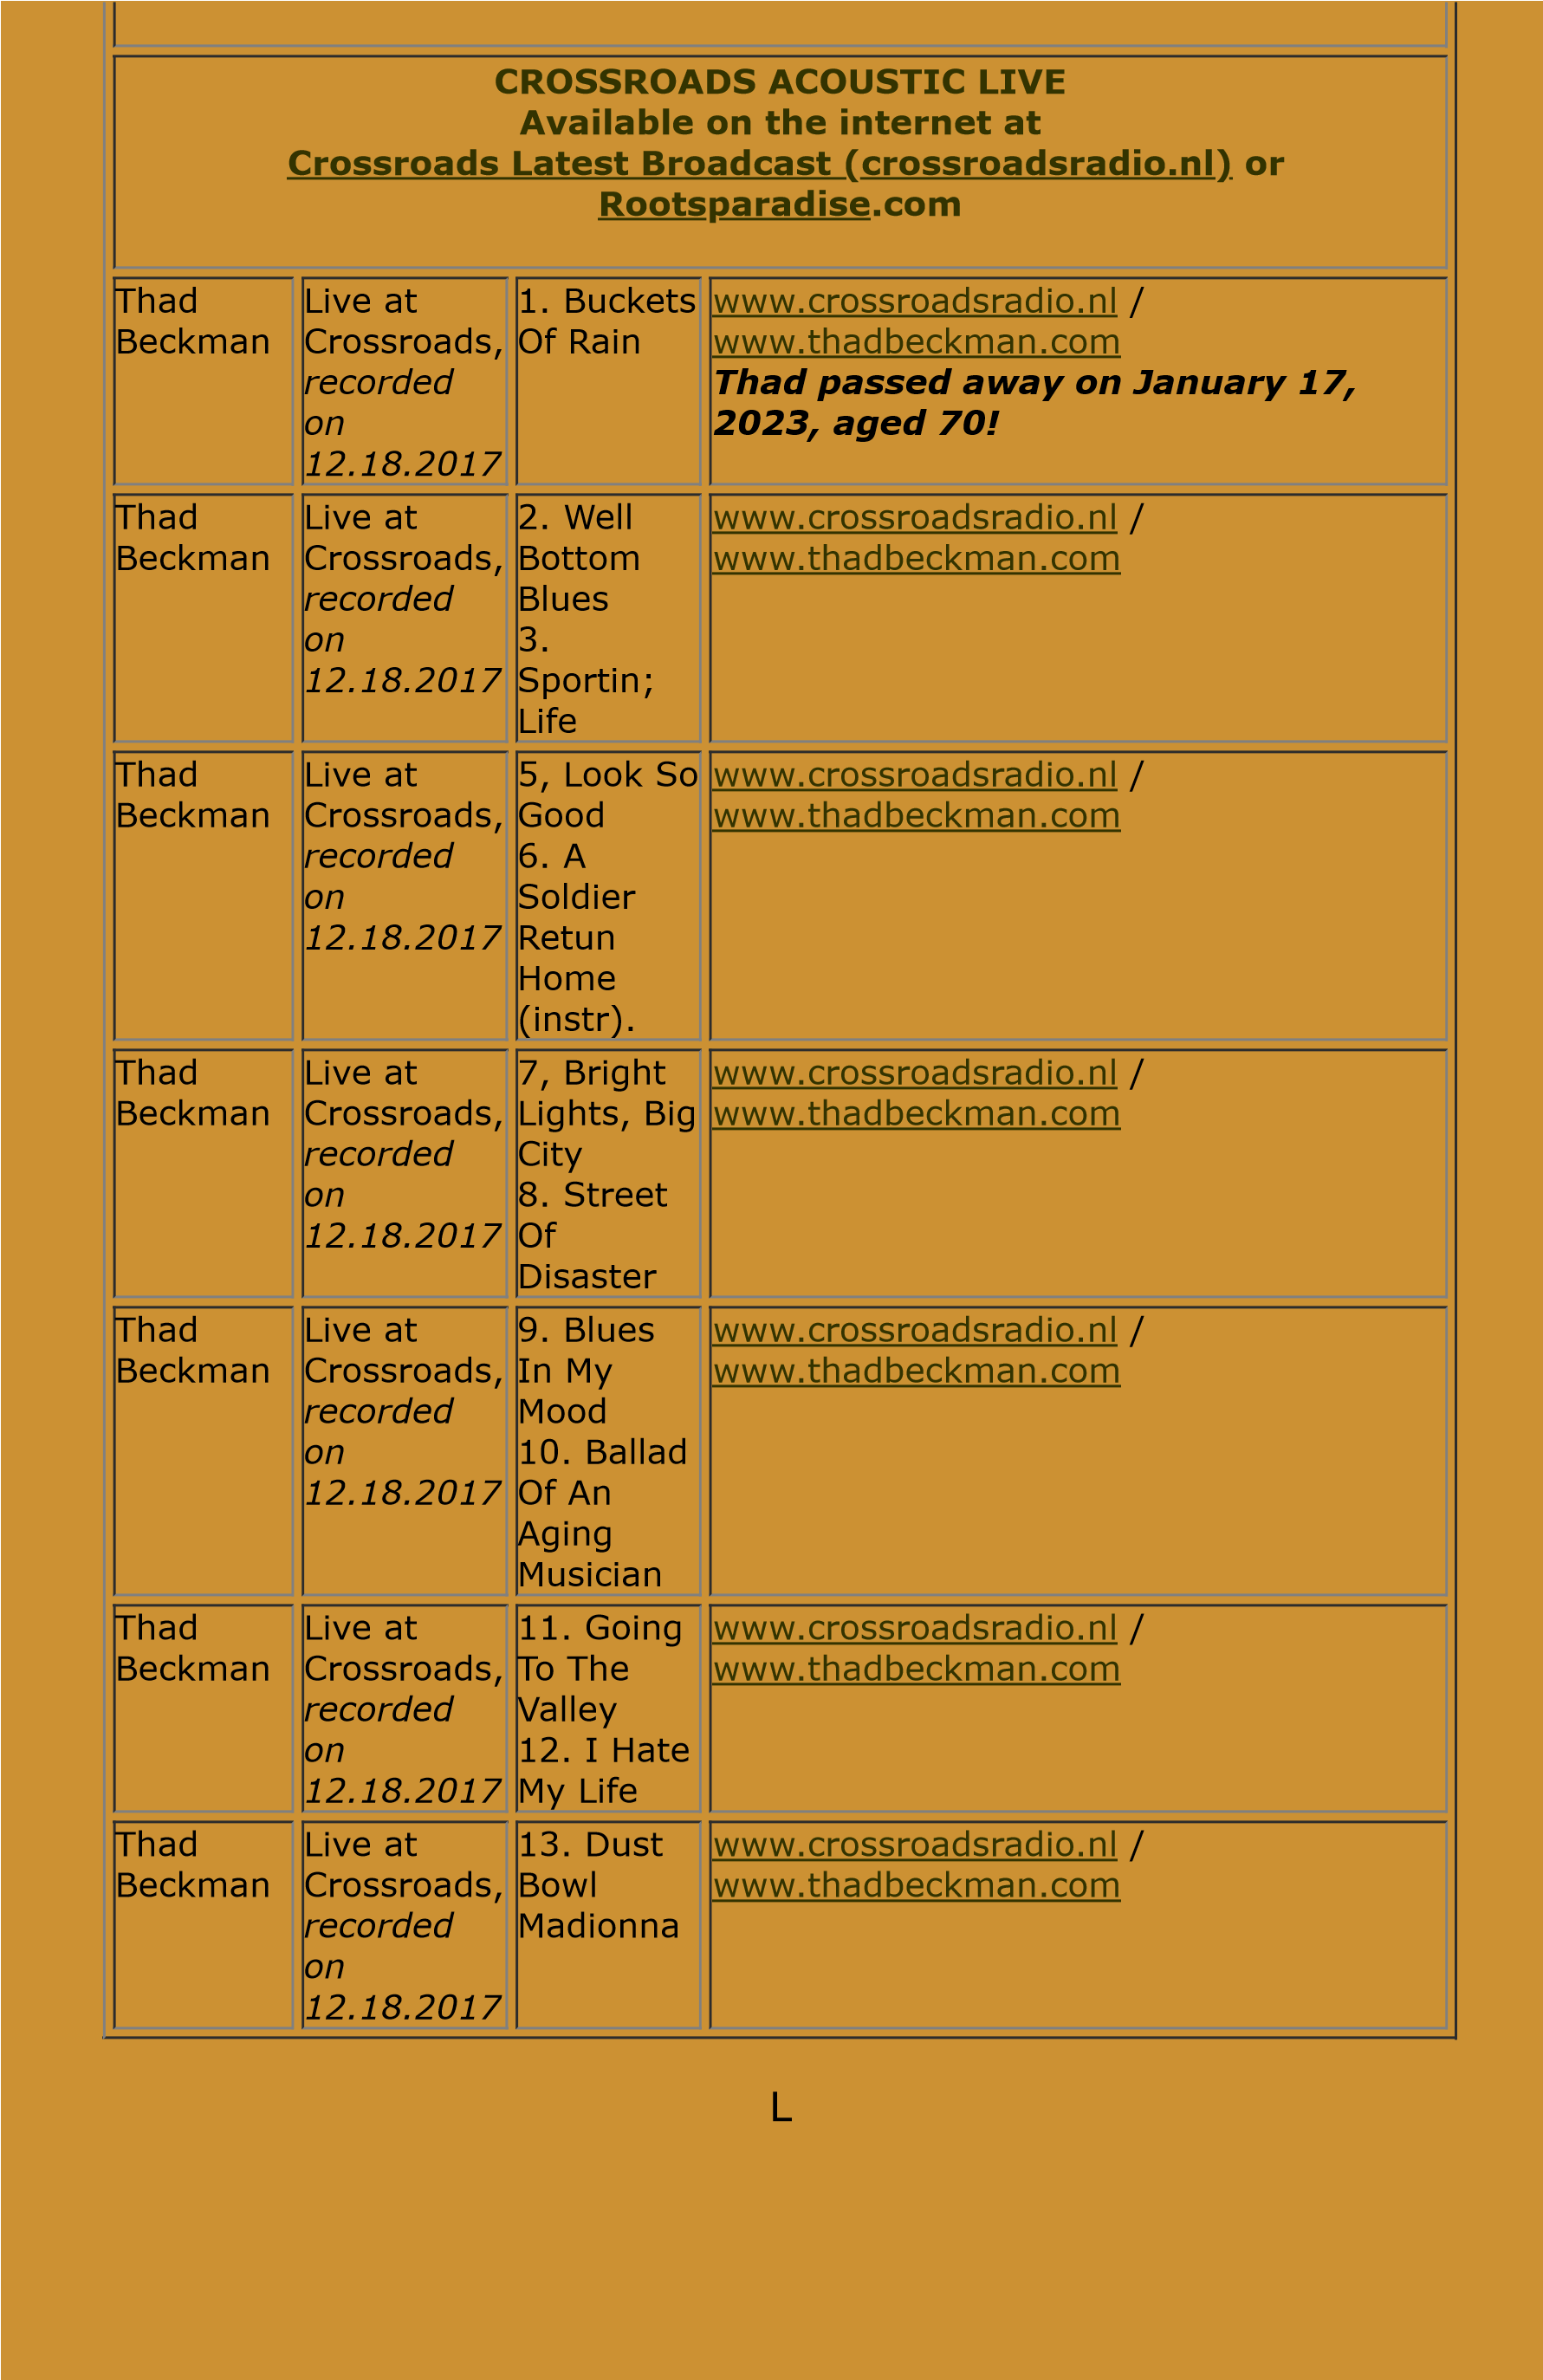 CROSSROADS ACOUSTIC LIVE
Available on the internet at
Crossroads Latest Broadcast (crossroadsradio.nl) or
Rootsparadise.com
Thad
Beckman
Live at
Crossroads,
recorded
on
12.18.2017
1. Buckets
Of Rain
www.crossroadsradio.nl /
www.thadbeckman.com
Thad passed away on January 17,
2023, aged 70!
Thad
Beckman
Live at
Crossroads,
recorded
on
12.18.2017
2. Well
Bottom
Blues
3.
Sportin;
Life
www.crossroadsradio.nl /
www.thadbeckman.com
Thad
Beckman
Live at
Crossroads,
recorded
on
12.18.2017
5, Look So
Good
6. A
Soldier
Retun
Home
(instr).
www.crossroadsradio.nl /
www.thadbeckman.com
Thad
Beckman
Live at
Crossroads,
recorded
on
12.18.2017
7, Bright
Lights, Big
City
8. Street
Of
Disaster
www.crossroadsradio.nl /
www.thadbeckman.com
Thad
Beckman
Live at
Crossroads,
recorded
on
12.18.2017
9. Blues
In My
Mood
10. Ballad
Of An
Aging
Musician
www.crossroadsradio.nl /
www.thadbeckman.com
Thad
Beckman
Live at
Crossroads,
recorded
on
12.18.2017
11. Going
To The
Valley
12. I Hate
My Life
www.crossroadsradio.nl /
www.thadbeckman.com
Thad
Beckman
Live at
Crossroads,
recorded
on
12.18.2017
13. Dust
Bowl
Madionna
www.crossroadsradio.nl /
www.thadbeckman.com
L